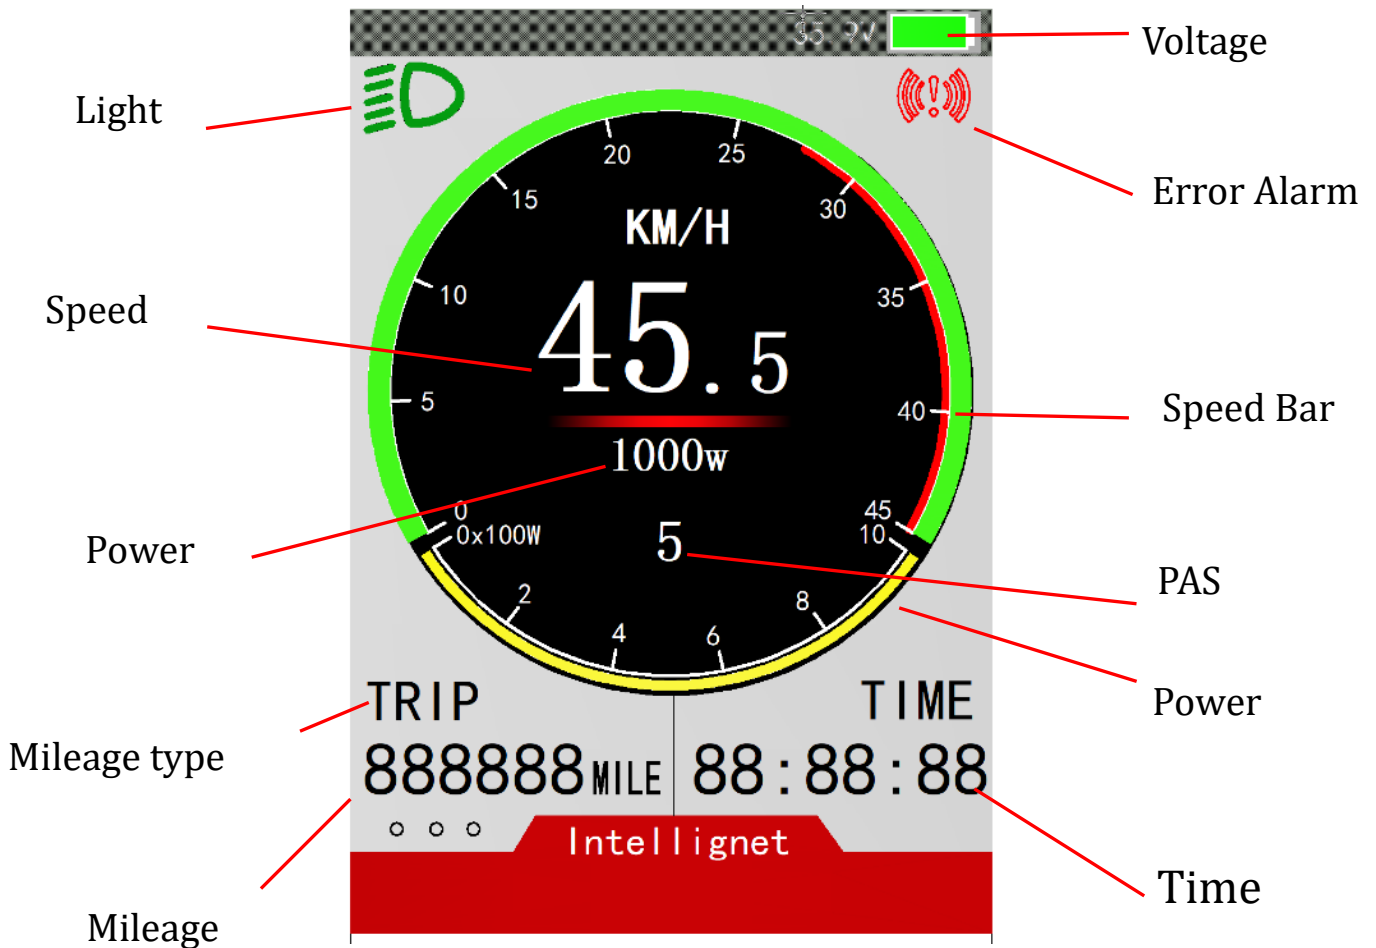 35 9V
Voltage
Light
Error Alarm
20
25
15
30
KM/H
10
35
Speed
45.5
5
40
Speed Bar
1000w
0
45
0x100W
10
5
Power
PAS
2
8
4
6
Power
TRIP
TIME
Mileage type
888888MILE
88:88:88
Intellignet
Time
Mileage